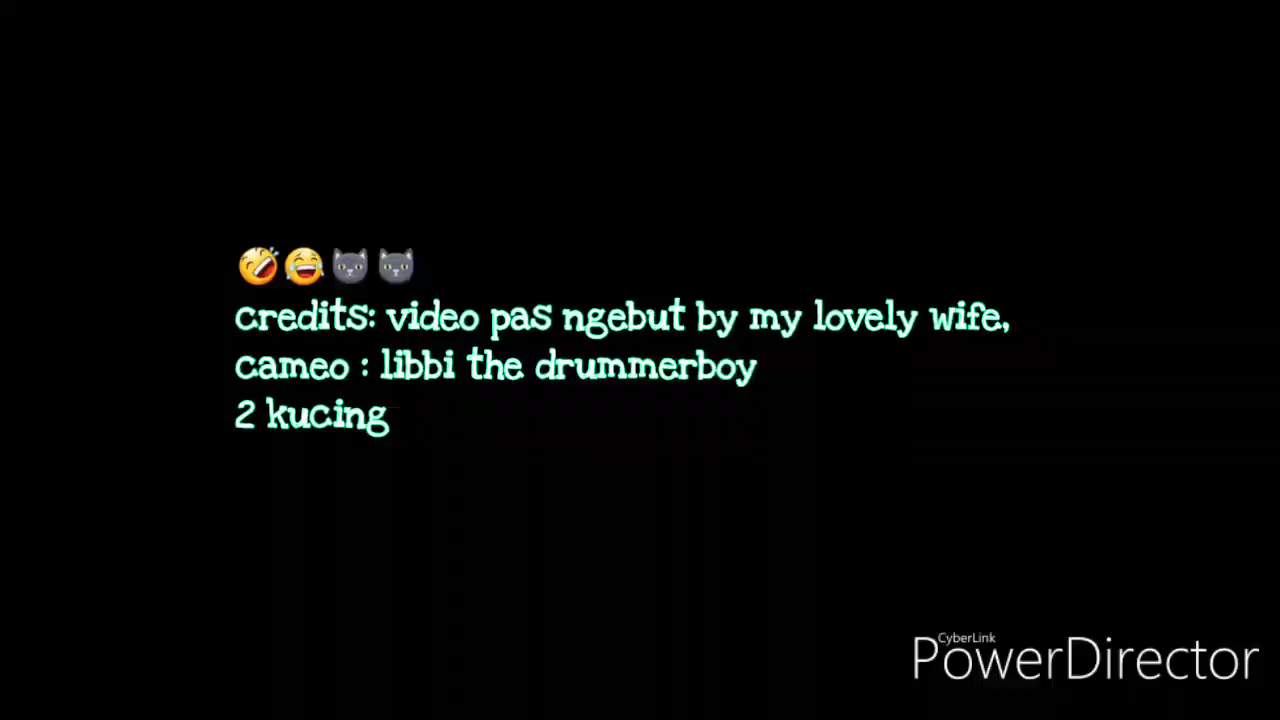 🤣😂🐱🐱
credits: video pas ngebut by my lovely wife,
cameo : libbi the drummerboy
2 kucing
CyberLink
PowerDirector